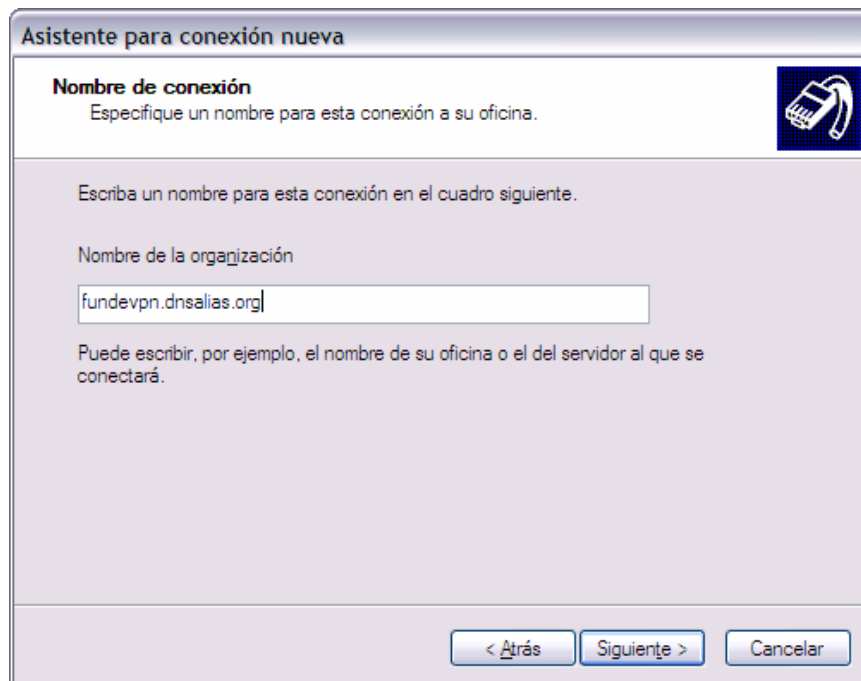 Asistente para conexión nueva
Nombre de conexión
Especifique un nombre para esta conexión a su oficina.
Escriba un nombre para esta conexión en el cuadro siguiente.
Nombre de la organización
fundevpn.dnsalias.org
Puede escribir, por ejemplo, el nombre de su oficina o el del servidor al que se
conectará.
< Atrás Siguiente > Cancelar